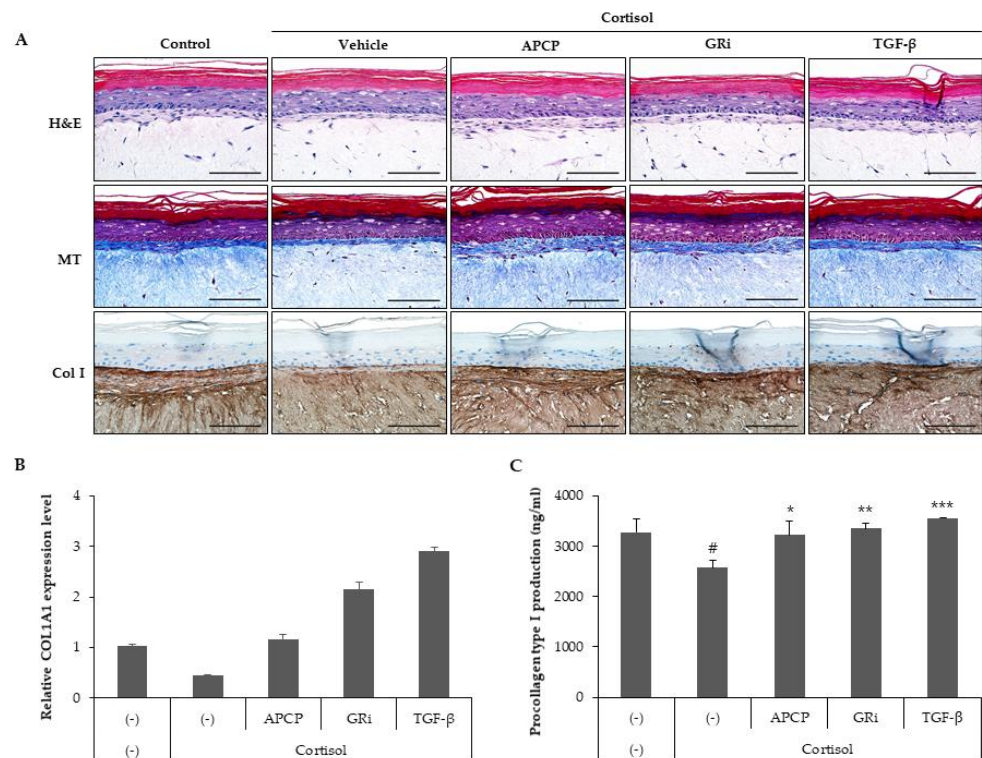 Cortisol
A
Control
Vehicle
APCP
GRi
TGF-β
H&E
MT
Col I
B
Relative COL1A1 expression level
4
3
2
1
0
(-)
(-)
APCP
GRi
TGF-β
(-)
Cortisol
C
Procollagen type I production (ng/ml)
4000
3000
2000
1000
0
#
*
**
***
(-)
(-)
APCP
GRi
TGF-β
(-)
Cortisol